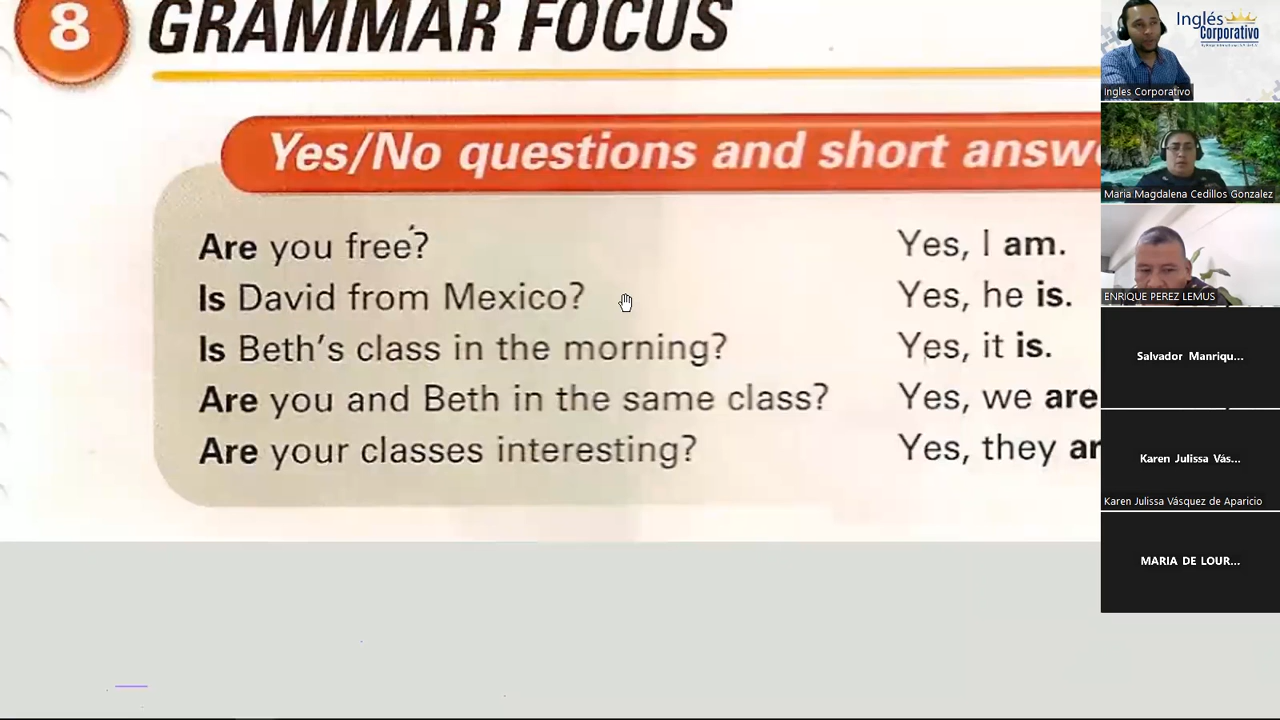 8 GRAMMAR FOCUS
Yes/No questions and short answ
Are you free? Yes, I am.
Is David from Mexico? Yes, he is.
Is Beth's class in the morning? Yes, it is.
Are you and Beth in the same class? Yes, we are
Are your classes interesting? Yes, they ar
Inglés
Corporativo
Ingles Corporativo
Maria Magdalena Cedillos Gonzalez
ENRIQUE PEREZ LEMUS
Salvador Manriqu...
Karen Julissa Vás...
Karen Julissa Vásquez de Aparicio
MARIA DE LOUR...